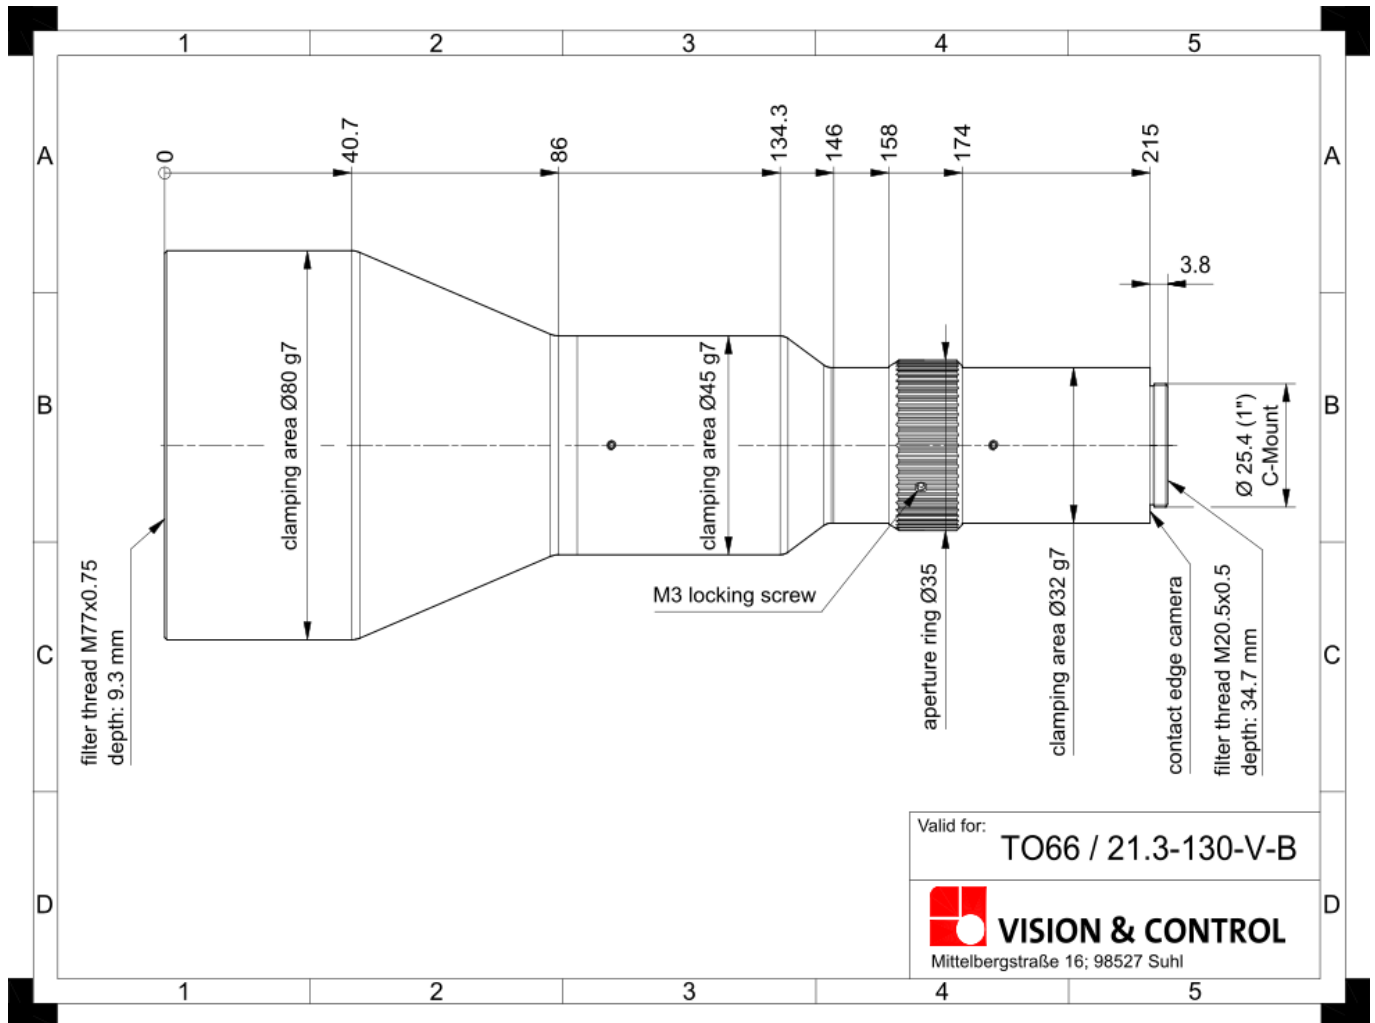 1 2 3 4 5
A A
0 40.7 86 134.3 146 158 174 215
3.8
B B
clamping area Ø80 g7
clamping area Ø45 g7
Ø 25.4 (1")
C-Mount
M3 locking screw
aperture ring Ø35
clamping area Ø32 g7
contact edge camera
filter thread M20.5x0.5
depth: 34.7 mm
filter thread M77x0.75
depth: 9.3 mm
C C
Valid for:
TO66 / 21.3-130-V-B
D D
VISION & CONTROL
Mittelbergstraße 16; 98527 Suhl
1 2 3 4 5